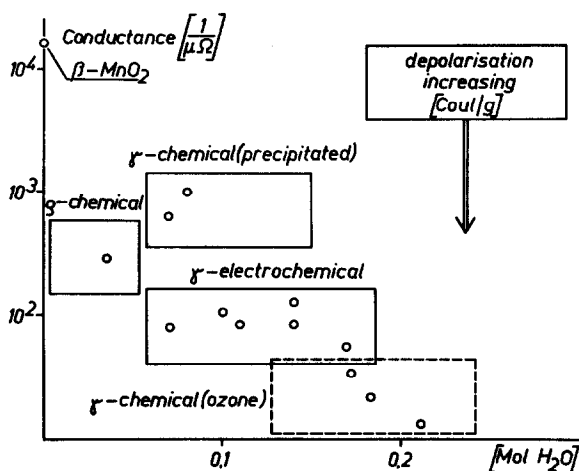 Conductance [1/μΩ]
10⁴
β-MnO₂
depolarisation
increasing
[Coul/g]
γ-chemical (precipitated)
10³
ϱ-chemical
γ-electrochemical
10²
γ-chemical (ozone)
0,1
0,2
[Mol H₂O]